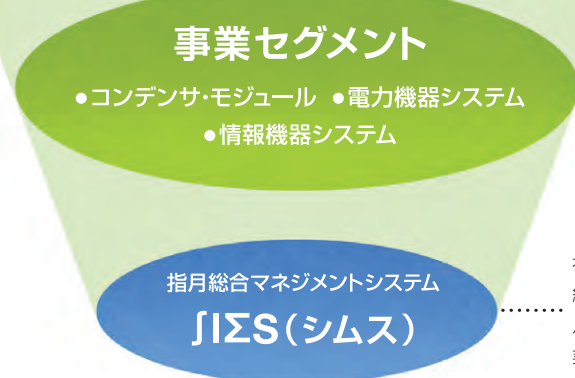 事業セグメント
●コンデンサ・モジュール ●電力機器システム
●情報機器システム
指月総合マネジメントシステム
∫IΣS(シムス)